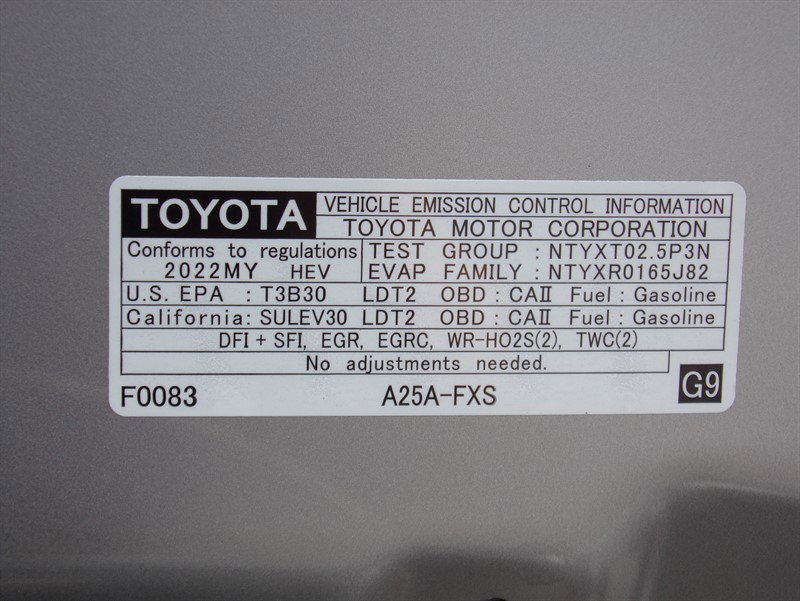 TOYOTA
VEHICLE EMISSION CONTROL INFORMATION
TOYOTA MOTOR CORPORATION
Conforms to regulations
2022MY HEV
TEST GROUP : NTYXT02.5P3N
EVAP FAMILY : NTYXR0165J82
U.S. EPA : T3B30 LDT2 OBD : CAⅡ Fuel : Gasoline
California: SULEV30 LDT2 OBD : CAⅡ Fuel : Gasoline
DFI + SFI, EGR, EGRC, WR-HO2S(2), TWC(2)
No adjustments needed.
F0083 A25A-FXS G9